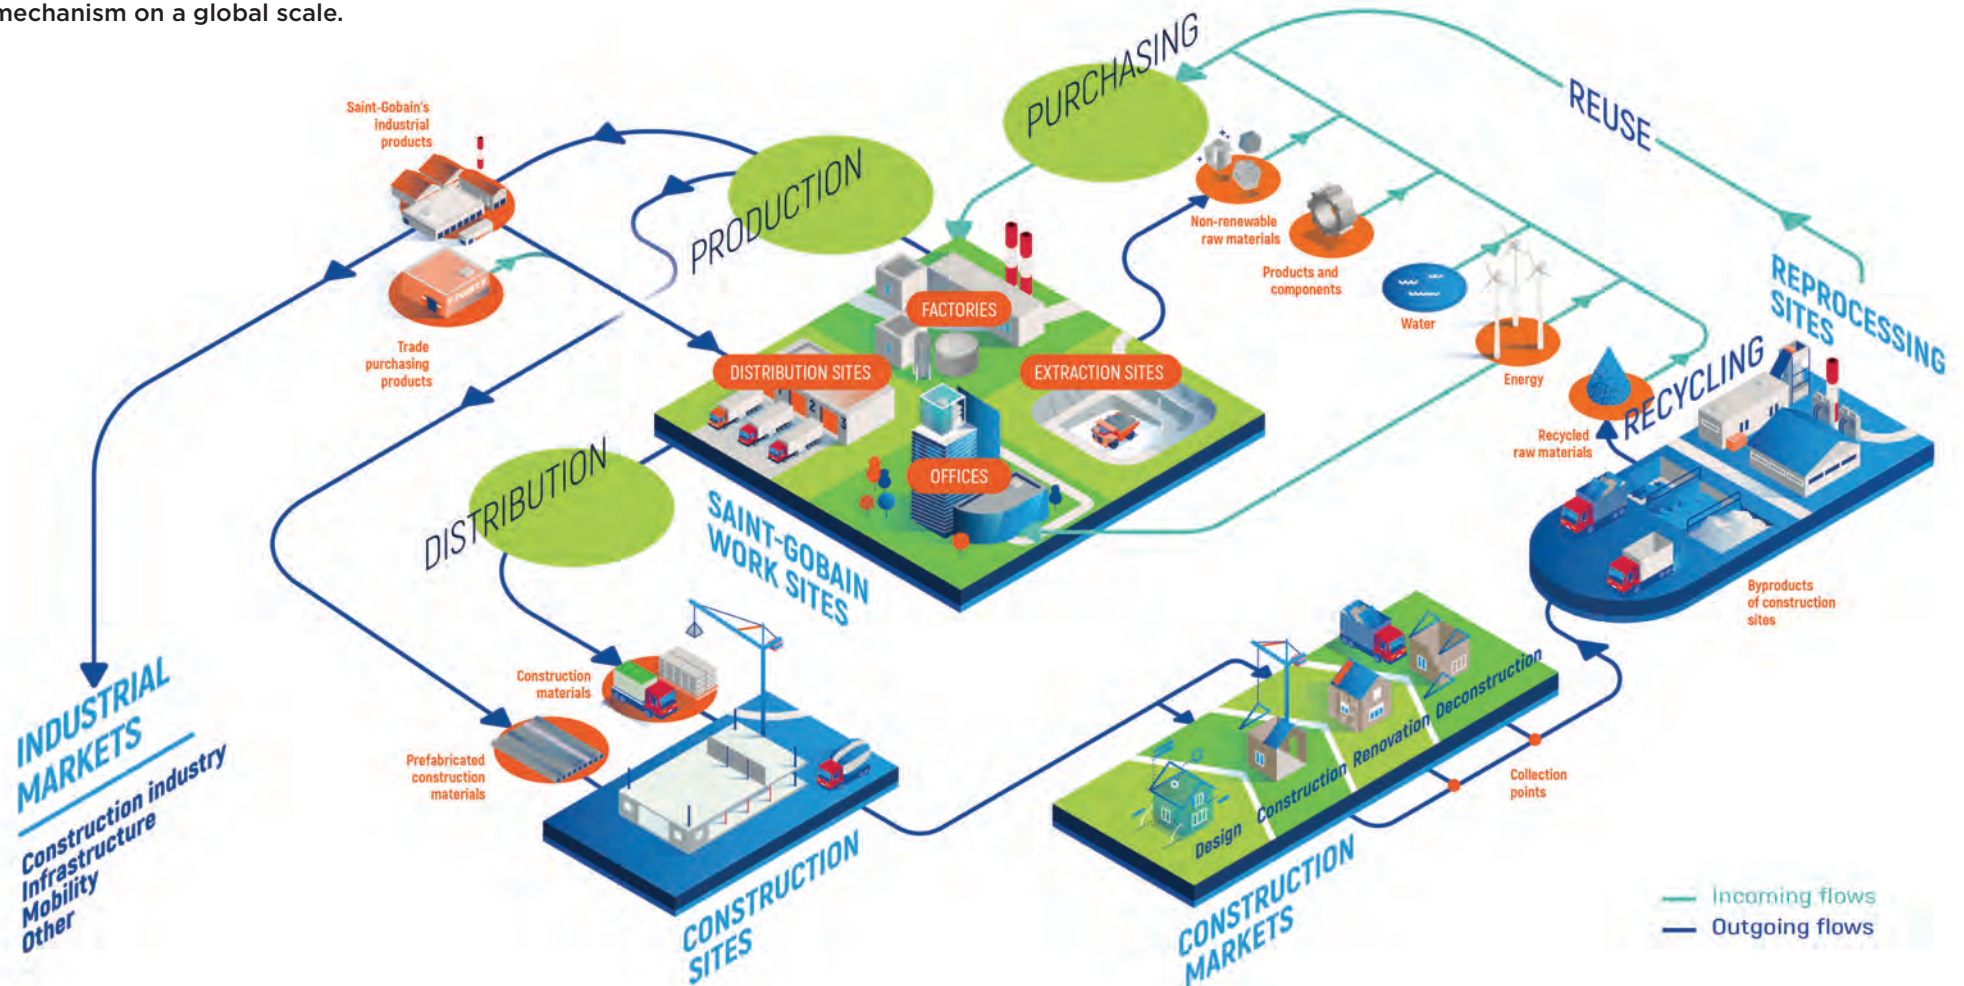 mechanism on a global scale.
PURCHASING
REUSE
Saint-Gobain's
industrial
products
PRODUCTION
Non-renewable
raw materials
Products and
components
Water
Energy
REPROCESSING
SITES
RECYCLING
Recycled
raw materials
Trade
purchasing
products
FACTORIES
DISTRIBUTION SITES
2
3
EXTRACTION SITES
OFFICES
DISTRIBUTION
SAINT-GOBAIN
WORK SITES
Byproducts
of construction
sites
Construction
materials
Prefabricated
construction
materials
INDUSTRIAL
MARKETS
Construction industry
Infrastructure
Mobility
Other
CONSTRUCTION
SITES
Design
Construction
Renovation
Deconstruction
Collection
points
CONSTRUCTION
MARKETS
Incoming flows
Outgoing flows